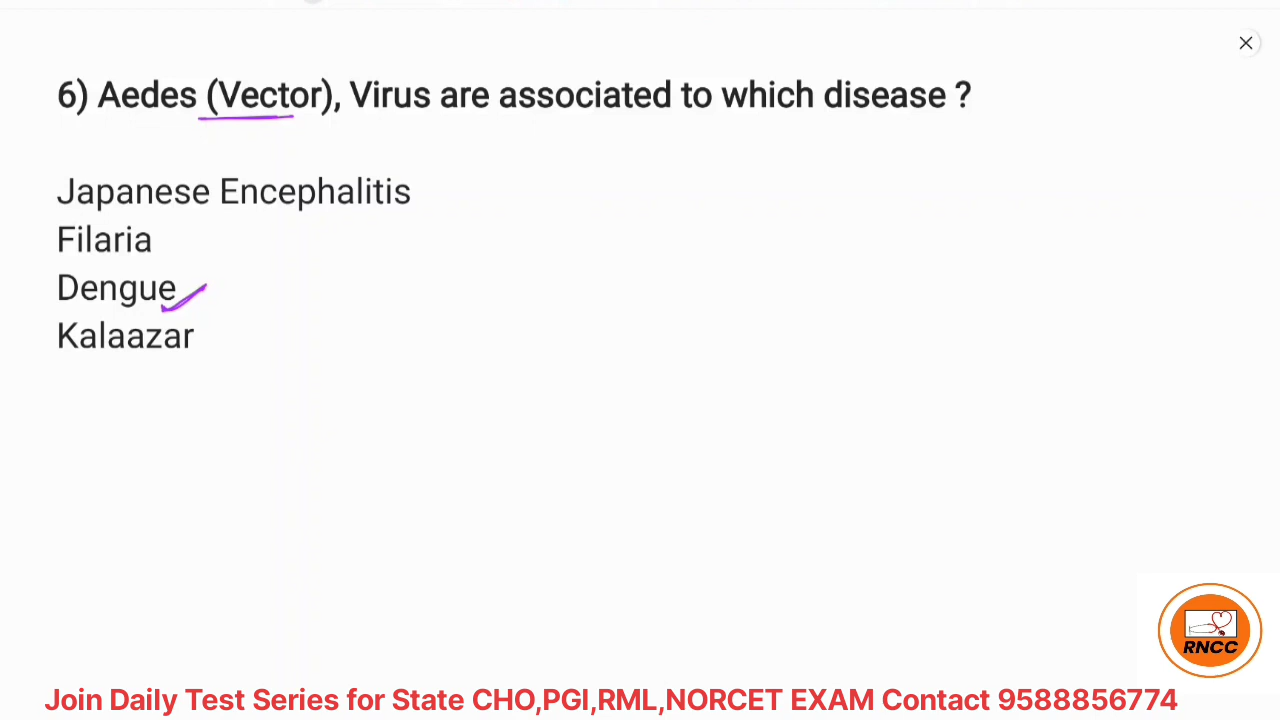 6) Aedes (Vector), Virus are associated to which disease ?
Japanese Encephalitis
Filaria
Dengue
Kalaazar
RNCC
Join Daily Test Series for State CHO,PGI,RML,NORCET EXAM Contact 9588856774